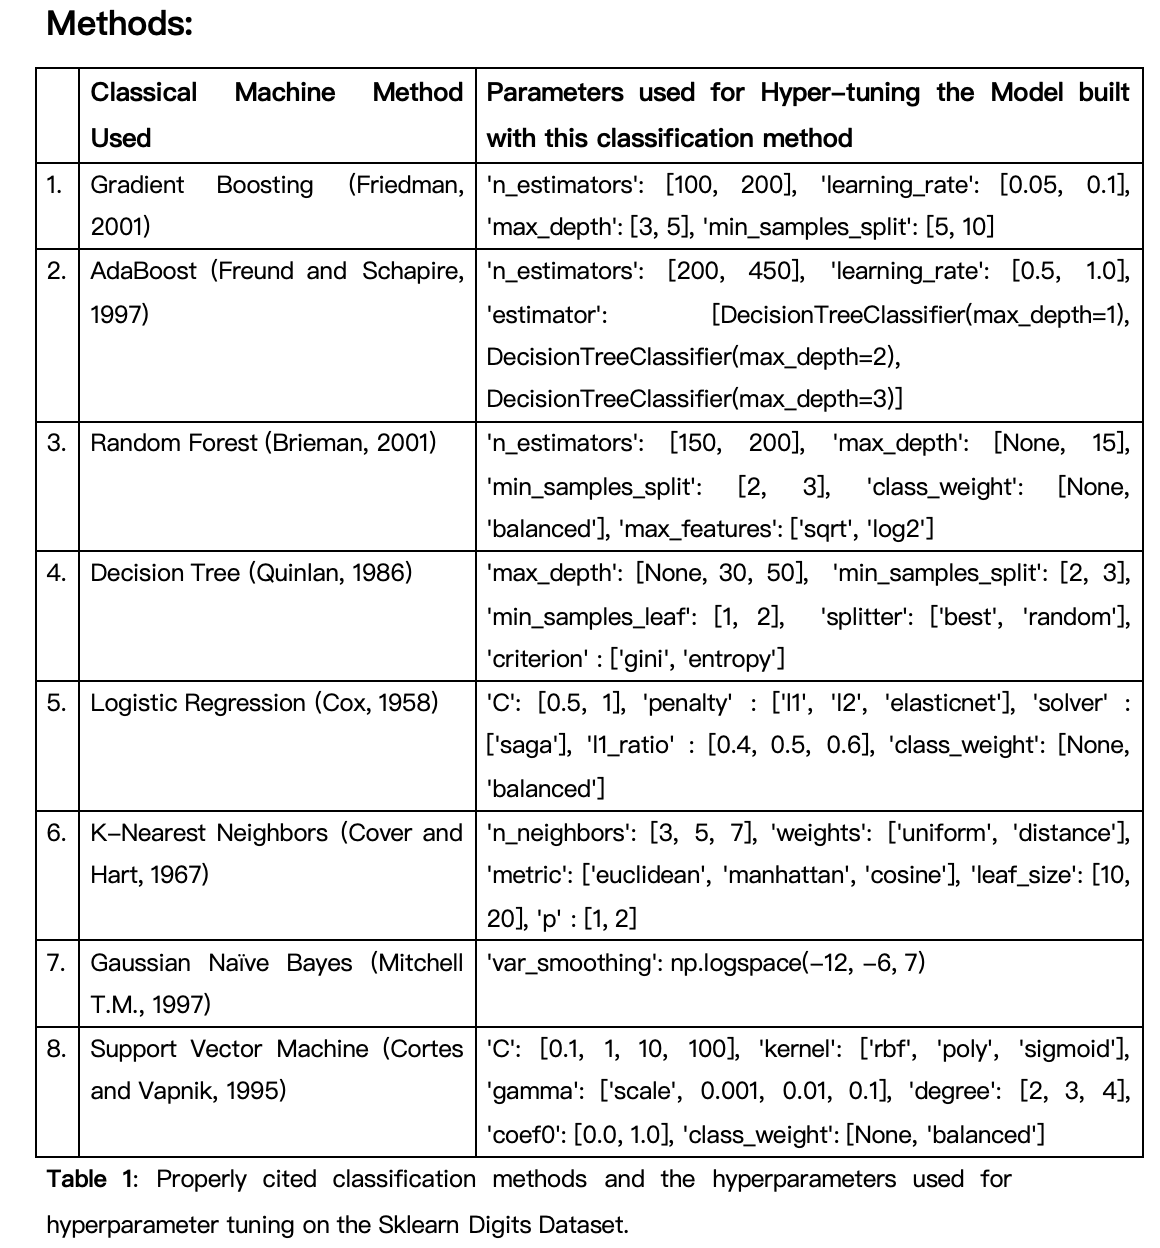 Methods:
Classical Machine Method
Used
Parameters used for Hyper-tuning the Model built
with this classification method
1.
Gradient Boosting (Friedman,
2001)
'n_estimators': [100, 200], 'learning_rate': [0.05, 0.1],
'max_depth': [3, 5], 'min_samples_split': [5, 10]
2.
AdaBoost (Freund and Schapire,
1997)
'n_estimators': [200, 450], 'learning_rate': [0.5, 1.0],
'estimator': [DecisionTreeClassifier(max_depth=1),
DecisionTreeClassifier(max_depth=2),
DecisionTreeClassifier(max_depth=3)]
3.
Random Forest (Brieman, 2001)
'n_estimators': [150, 200], 'max_depth': [None, 15],
'min_samples_split': [2, 3], 'class_weight': [None,
'balanced'], 'max_features': ['sqrt', 'log2']
4.
Decision Tree (Quinlan, 1986)
'max_depth': [None, 30, 50], 'min_samples_split': [2, 3],
'min_samples_leaf': [1, 2], 'splitter': ['best', 'random'],
'criterion' : ['gini', 'entropy']
5.
Logistic Regression (Cox, 1958)
'C': [0.5, 1], 'penalty' : ['l1', 'l2', 'elasticnet'], 'solver' :
['saga'], 'l1_ratio' : [0.4, 0.5, 0.6], 'class_weight': [None,
'balanced']
6.
K-Nearest Neighbors (Cover and
Hart, 1967)
'n_neighbors': [3, 5, 7], 'weights': ['uniform', 'distance'],
'metric': ['euclidean', 'manhattan', 'cosine'], 'leaf_size': [10,
20], 'p' : [1, 2]
7.
Gaussian Naïve Bayes (Mitchell
T.M., 1997)
'var_smoothing': np.logspace(-12, -6, 7)
8.
Support Vector Machine (Cortes
and Vapnik, 1995)
'C': [0.1, 1, 10, 100], 'kernel': ['rbf', 'poly', 'sigmoid'],
'gamma': ['scale', 0.001, 0.01, 0.1], 'degree': [2, 3, 4],
'coef0': [0.0, 1.0], 'class_weight': [None, 'balanced']
Table 1: Properly cited classification methods and the hyperparameters used for
hyperparameter tuning on the Sklearn Digits Dataset.